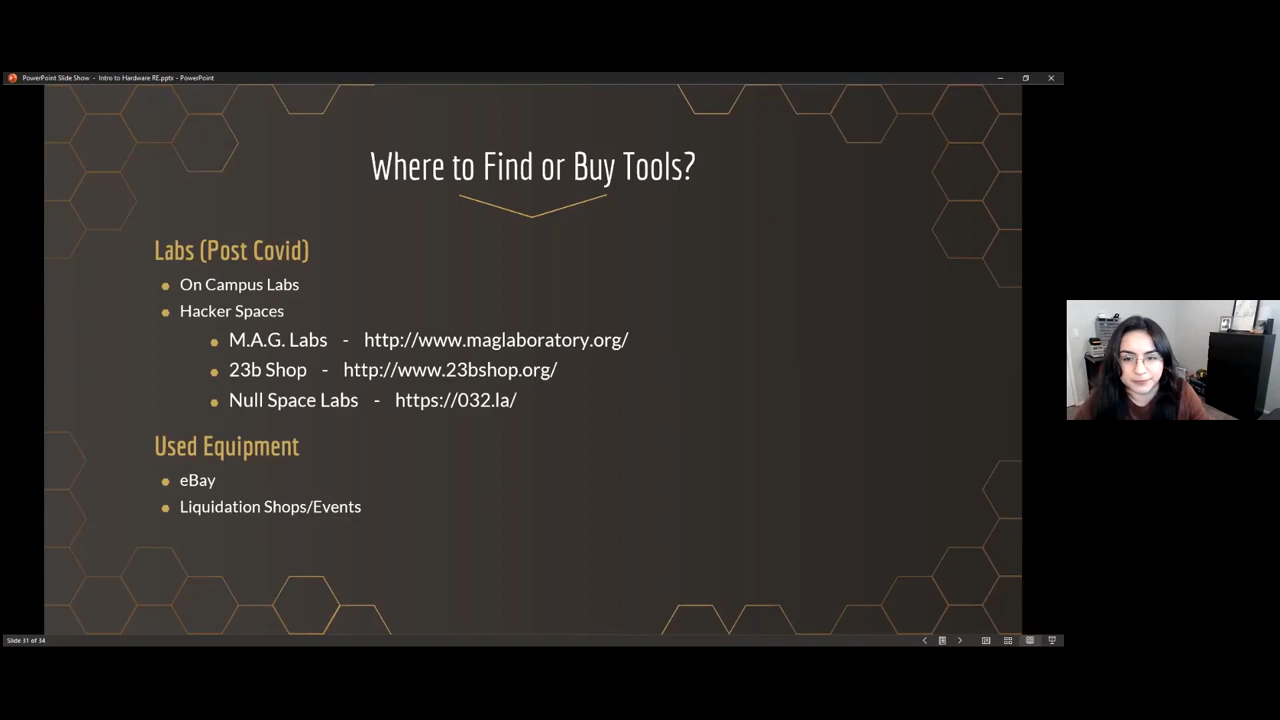 PowerPoint Slide Show - Intro to Hardware RE.pptx - PowerPoint
Where to Find or Buy Tools?
Labs (Post Covid)
On Campus Labs
Hacker Spaces
M.A.G. Labs - http://www.maglaboratory.org/
23b Shop - http://www.23bshop.org/
Null Space Labs - https://032.la/
Used Equipment
eBay
Liquidation Shops/Events
Slide 31 of 34